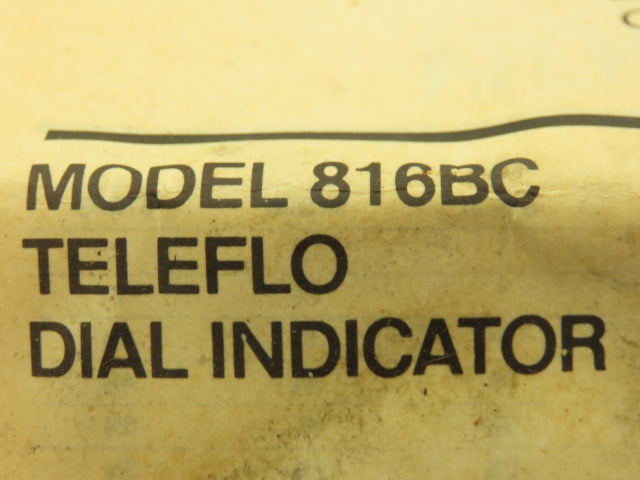 MODEL 816BC
TELEFLO
DIAL INDICATOR